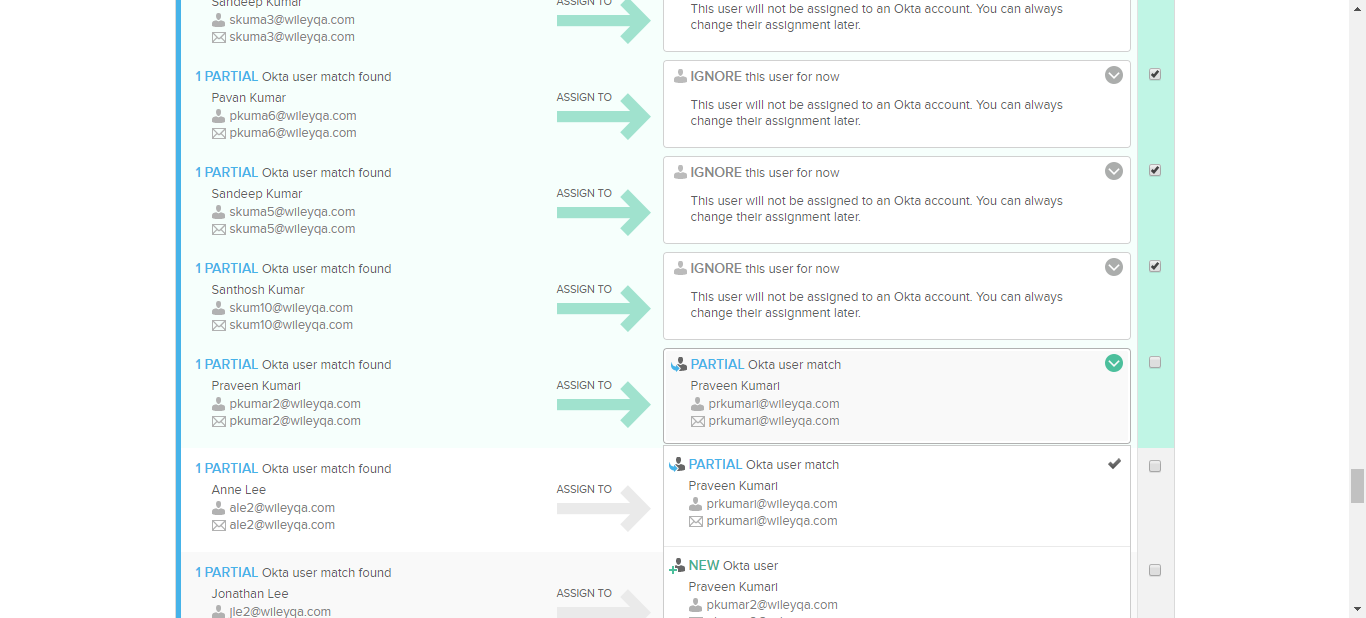 Sandeep Kumar
skuma3@wileyqa.com
skuma3@wileyqa.com
ASSIGN TO
This user will not be assigned to an Okta account. You can always
change their assignment later.
1 PARTIAL Okta user match found
Pavan Kumar
pkuma6@wileyqa.com
pkuma6@wileyqa.com
ASSIGN TO
IGNORE this user for now
This user will not be assigned to an Okta account. You can always
change their assignment later.
1 PARTIAL Okta user match found
Sandeep Kumar
skuma5@wileyqa.com
skuma5@wileyqa.com
ASSIGN TO
IGNORE this user for now
This user will not be assigned to an Okta account. You can always
change their assignment later.
1 PARTIAL Okta user match found
Santhosh Kumar
skum10@wileyqa.com
skum10@wileyqa.com
ASSIGN TO
IGNORE this user for now
This user will not be assigned to an Okta account. You can always
change their assignment later.
1 PARTIAL Okta user match found
Praveen Kumari
pkumar2@wileyqa.com
pkumar2@wileyqa.com
ASSIGN TO
PARTIAL Okta user match
Praveen Kumari
prkumari@wileyqa.com
prkumari@wileyqa.com
1 PARTIAL Okta user match found
Anne Lee
ale2@wileyqa.com
ale2@wileyqa.com
ASSIGN TO
PARTIAL Okta user match
Praveen Kumari
prkumari@wileyqa.com
prkumari@wileyqa.com
1 PARTIAL Okta user match found
Jonathan Lee
jle2@wileyqa.com
ASSIGN TO
NEW Okta user
Praveen Kumari
pkumar2@wileyqa.com